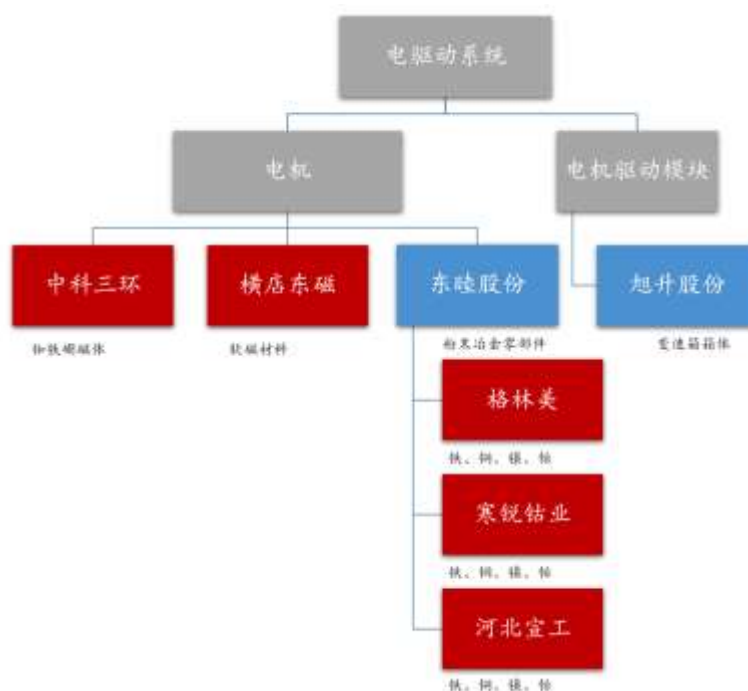 电驱动系统
电机
电机驱动模块
中科三环
横店东磁
东睦股份
旭升股份
钕铁硼磁体
软磁材料
粉末冶金零部件
变速箱箱体
格林美
铁、铜、镍、钴
寒锐钴业
铁、铜、镍、钴
河北宣工
铁、铜、镍、钴